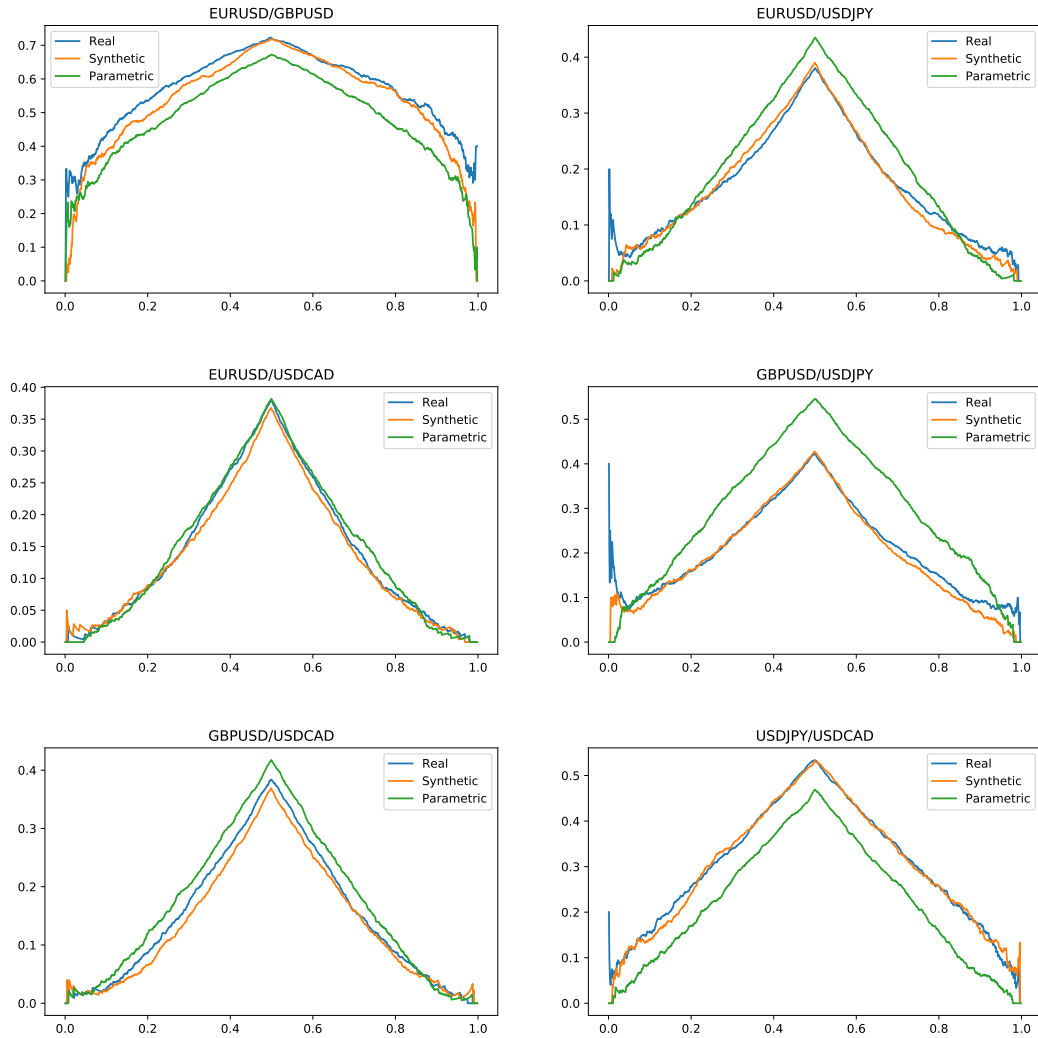 EURUSD/GBPUSD
0.7
0.6
0.5
0.4
0.3
0.2
0.1
0.0
Real
Synthetic
Parametric
0.0 0.2 0.4 0.6 0.8 1.0
EURUSD/USDJPY
0.4
0.3
0.2
0.1
0.0
Real
Synthetic
Parametric
0.0 0.2 0.4 0.6 0.8 1.0
EURUSD/USDCAD
0.40
0.35
0.30
0.25
0.20
0.15
0.10
0.05
0.00
Real
Synthetic
Parametric
0.0 0.2 0.4 0.6 0.8 1.0
GBPUSD/USDJPY
0.5
0.4
0.3
0.2
0.1
0.0
Real
Synthetic
Parametric
0.0 0.2 0.4 0.6 0.8 1.0
GBPUSD/USDCAD
0.4
0.3
0.2
0.1
0.0
Real
Synthetic
Parametric
0.0 0.2 0.4 0.6 0.8 1.0
USDJPY/USDCAD
0.5
0.4
0.3
0.2
0.1
0.0
Real
Synthetic
Parametric
0.0 0.2 0.4 0.6 0.8 1.0